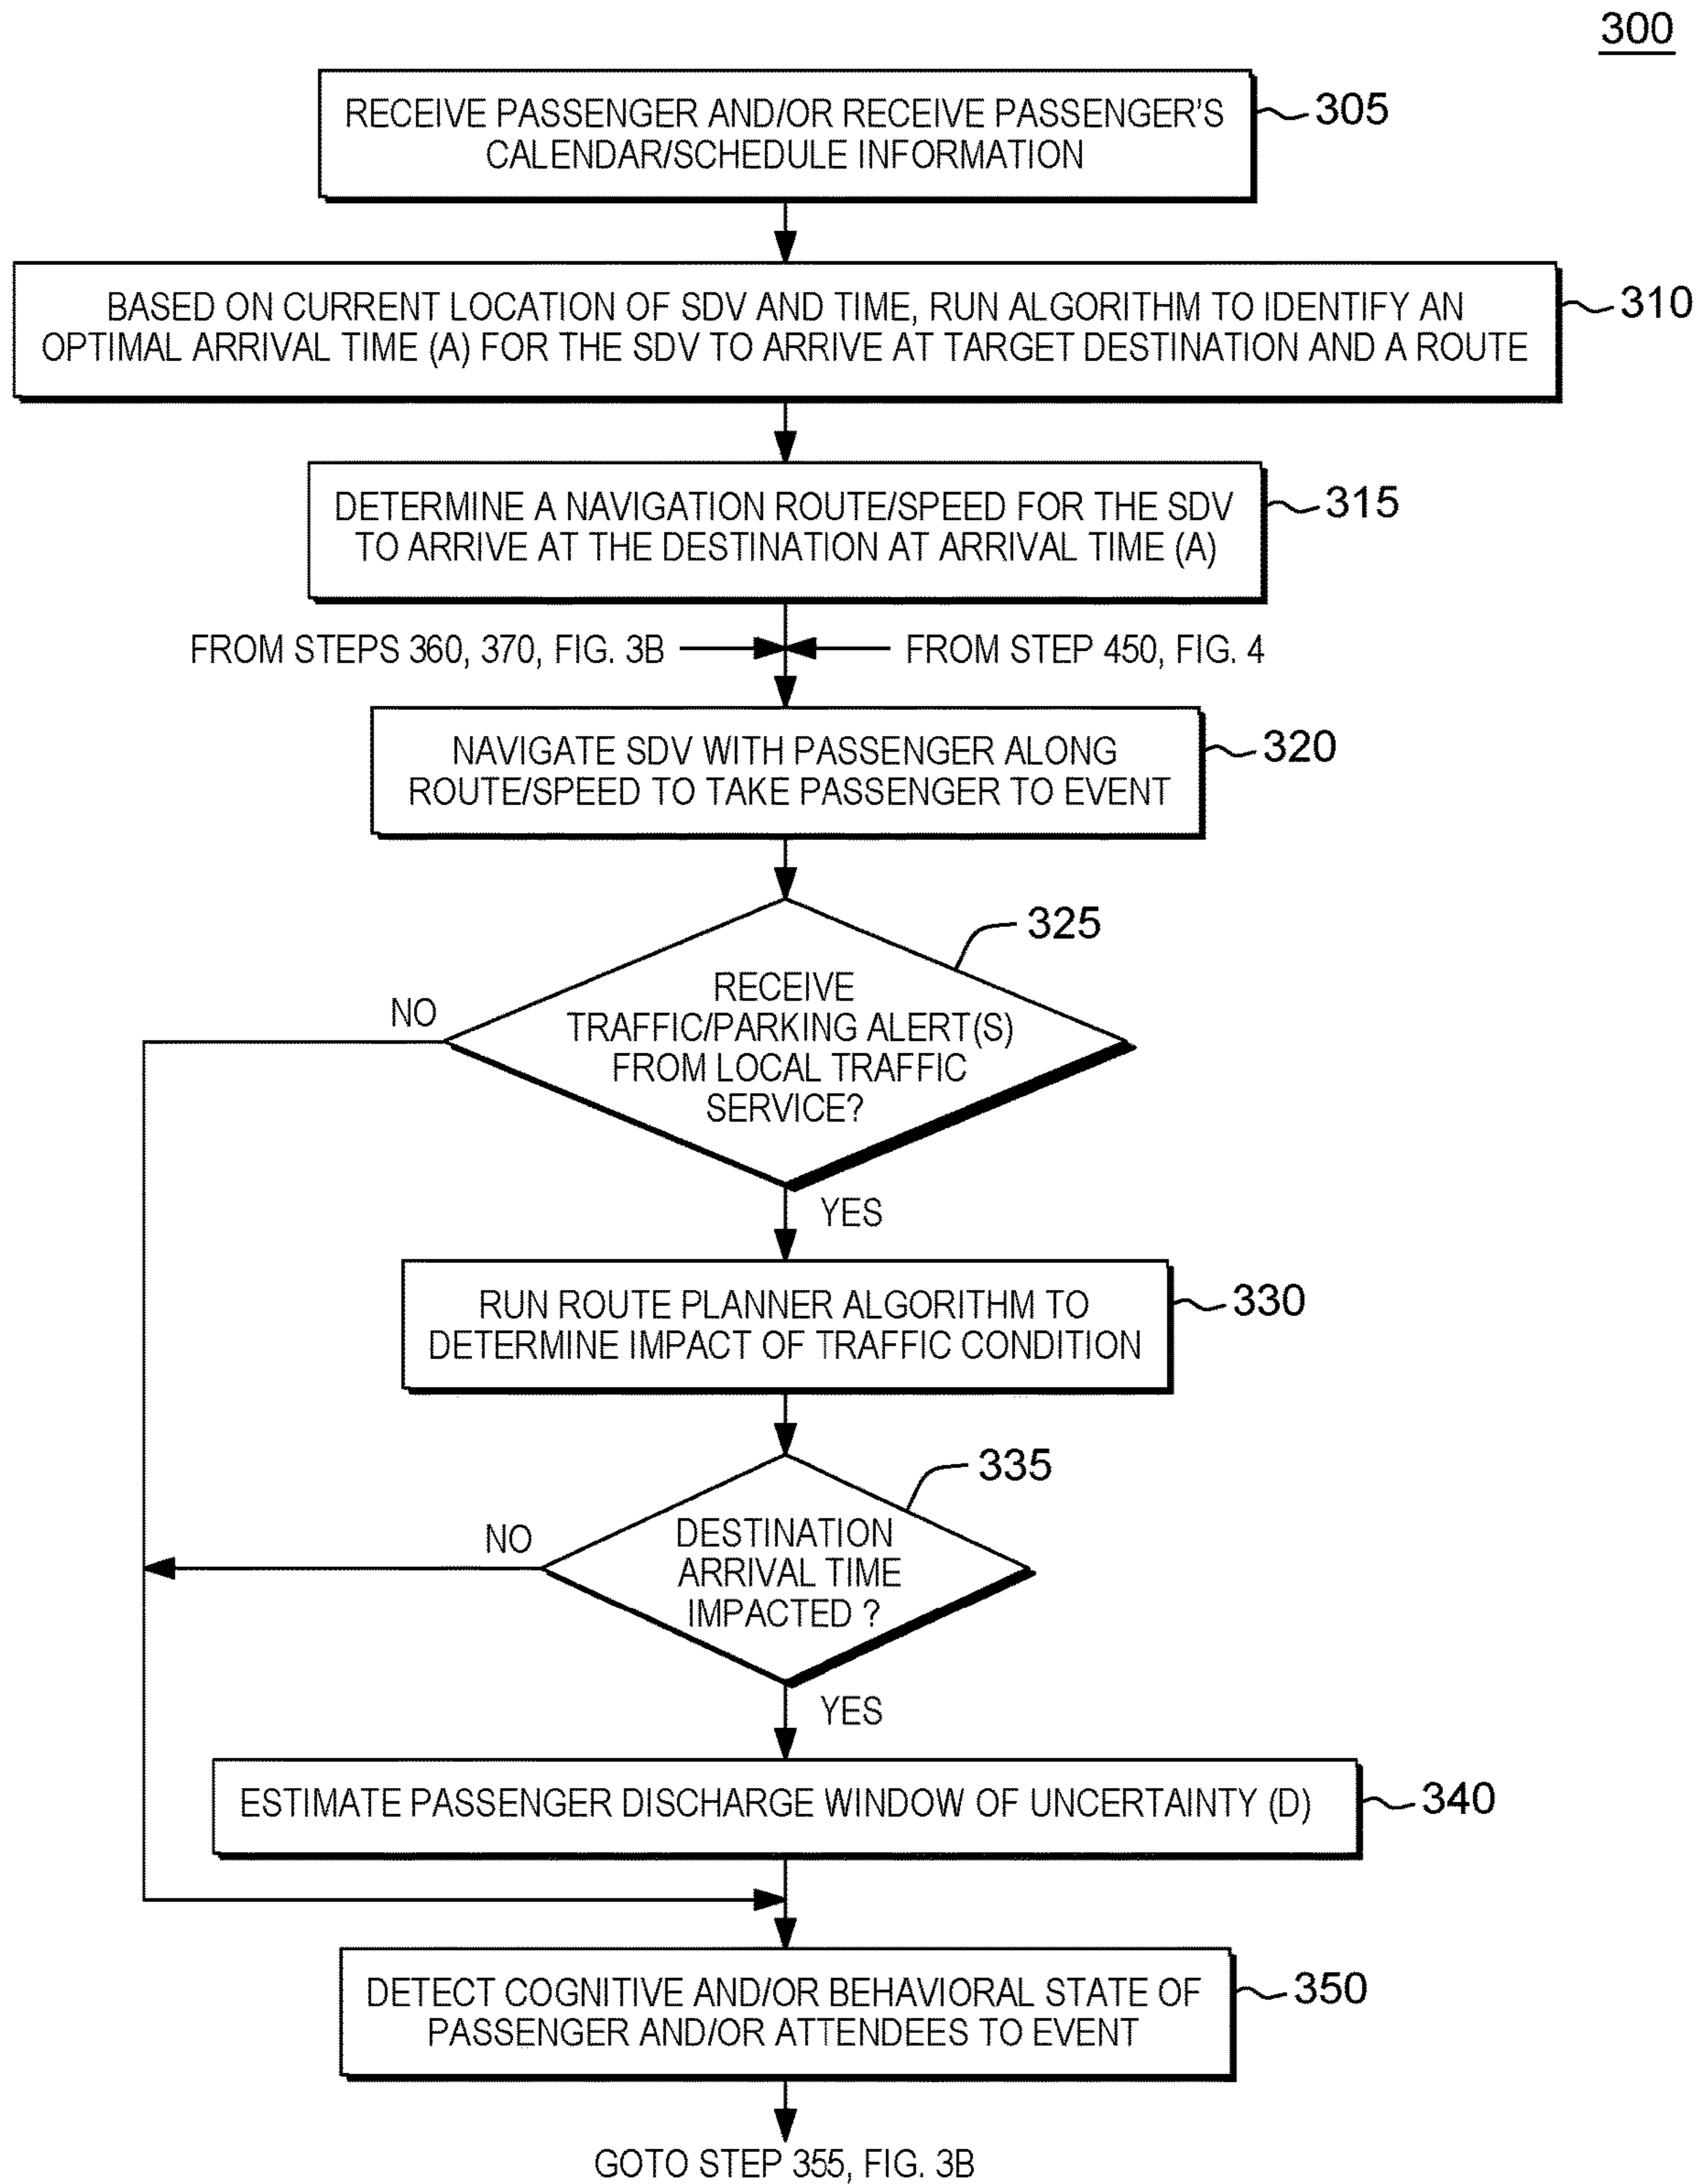 300
RECEIVE PASSENGER AND/OR RECEIVE PASSENGER'S
CALENDAR/SCHEDULE INFORMATION
305
BASED ON CURRENT LOCATION OF SDV AND TIME, RUN ALGORITHM TO IDENTIFY AN
OPTIMAL ARRIVAL TIME (A) FOR THE SDV TO ARRIVE AT TARGET DESTINATION AND A ROUTE
310
DETERMINE A NAVIGATION ROUTE/SPEED FOR THE SDV
TO ARRIVE AT THE DESTINATION AT ARRIVAL TIME (A)
315
FROM STEPS 360, 370, FIG. 3B
FROM STEP 450, FIG. 4
NAVIGATE SDV WITH PASSENGER ALONG
ROUTE/SPEED TO TAKE PASSENGER TO EVENT
320
325
RECEIVE
TRAFFIC/PARKING ALERT(S)
FROM LOCAL TRAFFIC
SERVICE?
NO
YES
RUN ROUTE PLANNER ALGORITHM TO
DETERMINE IMPACT OF TRAFFIC CONDITION
330
335
DESTINATION
ARRIVAL TIME
IMPACTED ?
NO
YES
ESTIMATE PASSENGER DISCHARGE WINDOW OF UNCERTAINTY (D)
340
DETECT COGNITIVE AND/OR BEHAVIORAL STATE OF
PASSENGER AND/OR ATTENDEES TO EVENT
350
GOTO STEP 355, FIG. 3B